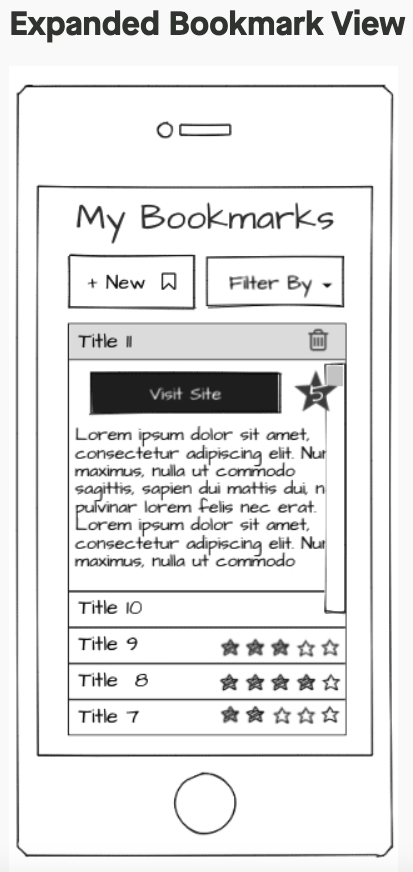 Expanded Bookmark View
My Bookmarks
+ New
Filter By
Title 11
Visit Site
5
Lorem ipsum dolor sit amet,
consectetur adipiscing elit. Nur
maximus, nulla ut commodo
sagittis, sapien dui mattis dui, n
pulvinar lorem felis nec erat.
Lorem ipsum dolor sit amet,
consectetur adipiscing elit. Nur
maximus, nulla ut commodo
Title 10
Title 9
Title 8
Title 7